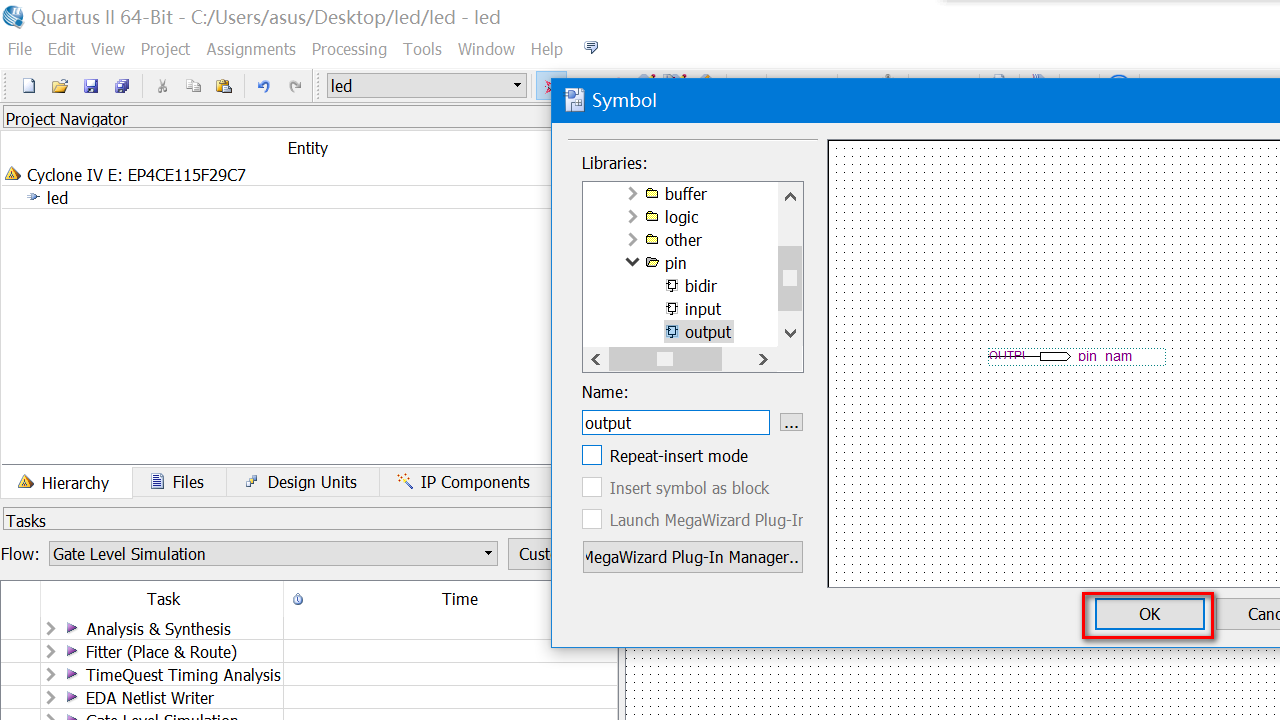 Quartus II 64-Bit - C:/Users/asus/Desktop/led/led - led
File Edit View Project Assignments Processing Tools Window Help
led
Symbol
Project Navigator
Entity
Cyclone IV E: EP4CE115F29C7
led
Libraries:
buffer
logic
other
pin
bidir
input
output
OUTPU
pin_nam
Name:
output
...
Repeat-insert mode
Insert symbol as block
Launch MegaWizard Plug-In
MegaWizard Plug-In Manager..
OK
Canc
Hierarchy Files Design Units IP Components
Tasks
Flow: Gate Level Simulation Custo
Task Time
Analysis & Synthesis
Fitter (Place & Route)
TimeQuest Timing Analysis
EDA Netlist Writer
Gate Level Simulation